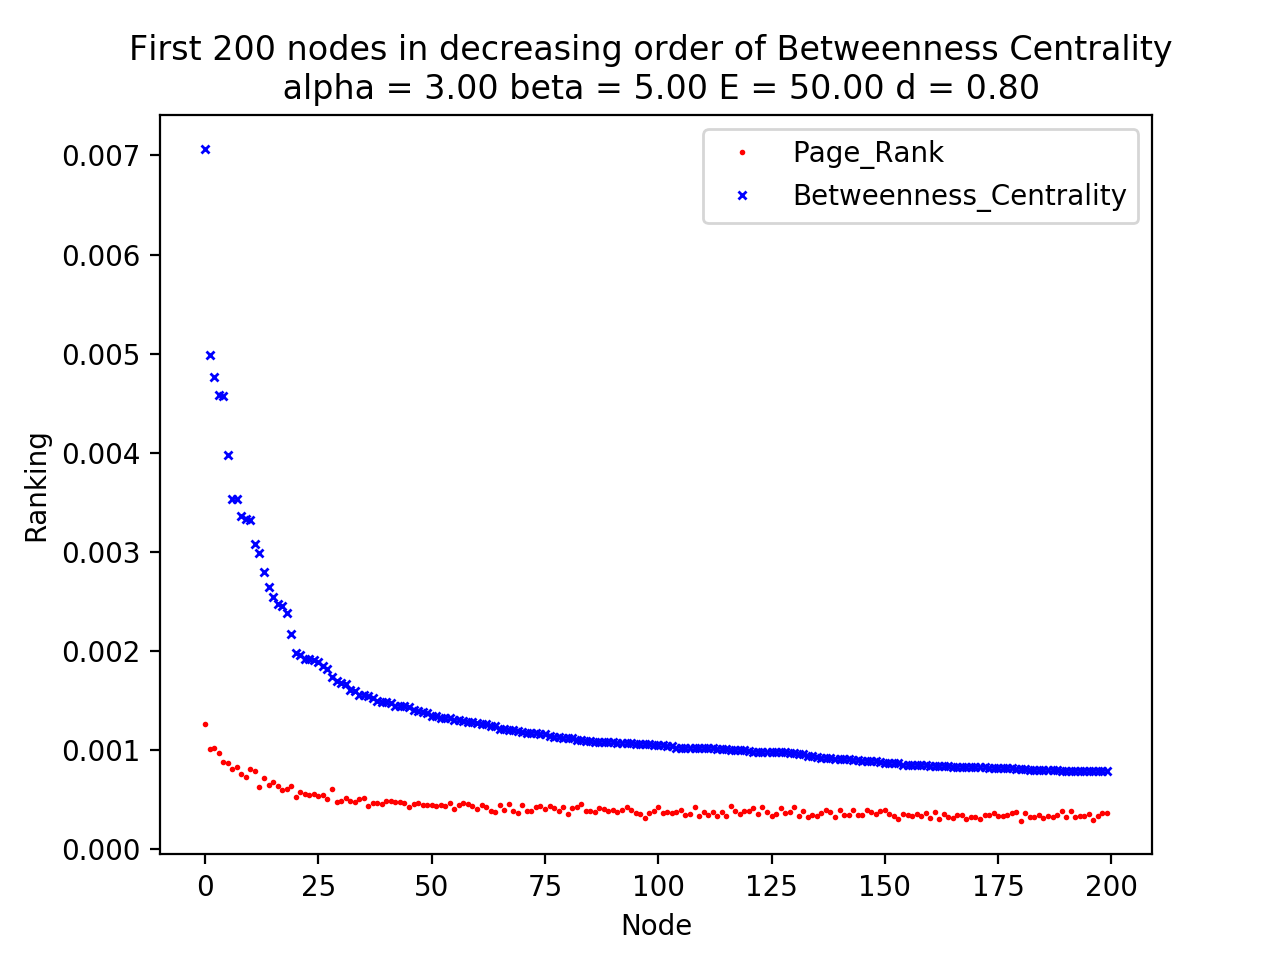 First 200 nodes in decreasing order of Betweenness Centrality
alpha = 3.00 beta = 5.00 E = 50.00 d = 0.80
Page_Rank
Betweenness_Centrality
0.007
0.006
0.005
0.004
0.003
0.002
0.001
0.000
Ranking
0 25 50 75 100 125 150 175 200
Node